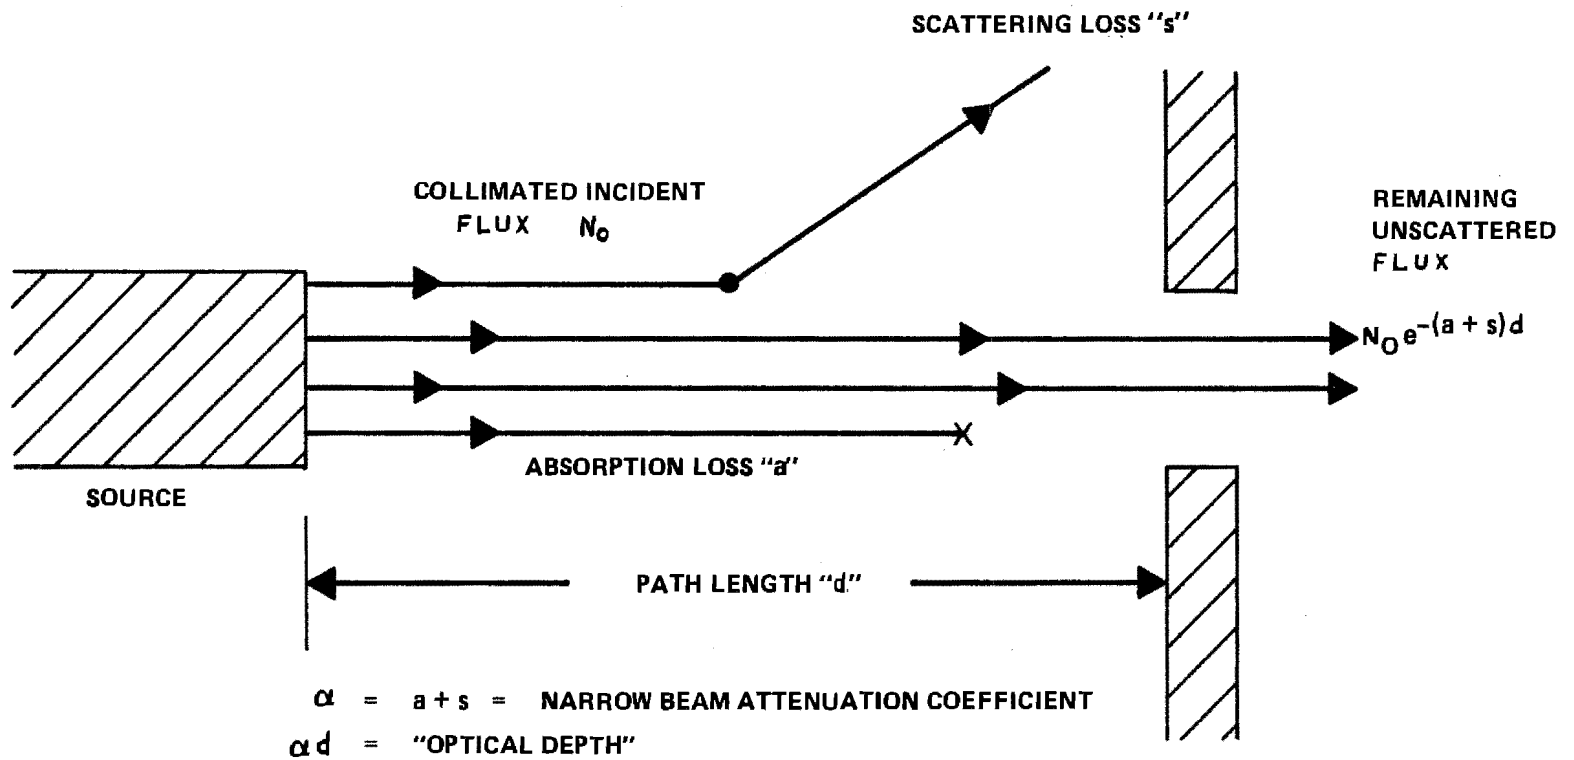 SCATTERING LOSS "s"
COLLIMATED INCIDENT
FLUX N₀
REMAINING
UNSCATTERED
FLUX
N₀ e^-(a + s)d
ABSORPTION LOSS "a"
SOURCE
PATH LENGTH "d"
α = a + s = NARROW BEAM ATTENUATION COEFFICIENT
αd = "OPTICAL DEPTH"